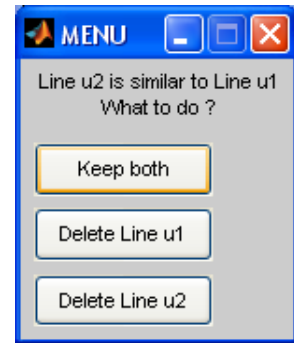 MENU
Line u2 is similar to Line u1
What to do ?
Keep both
Delete Line u1
Delete Line u2